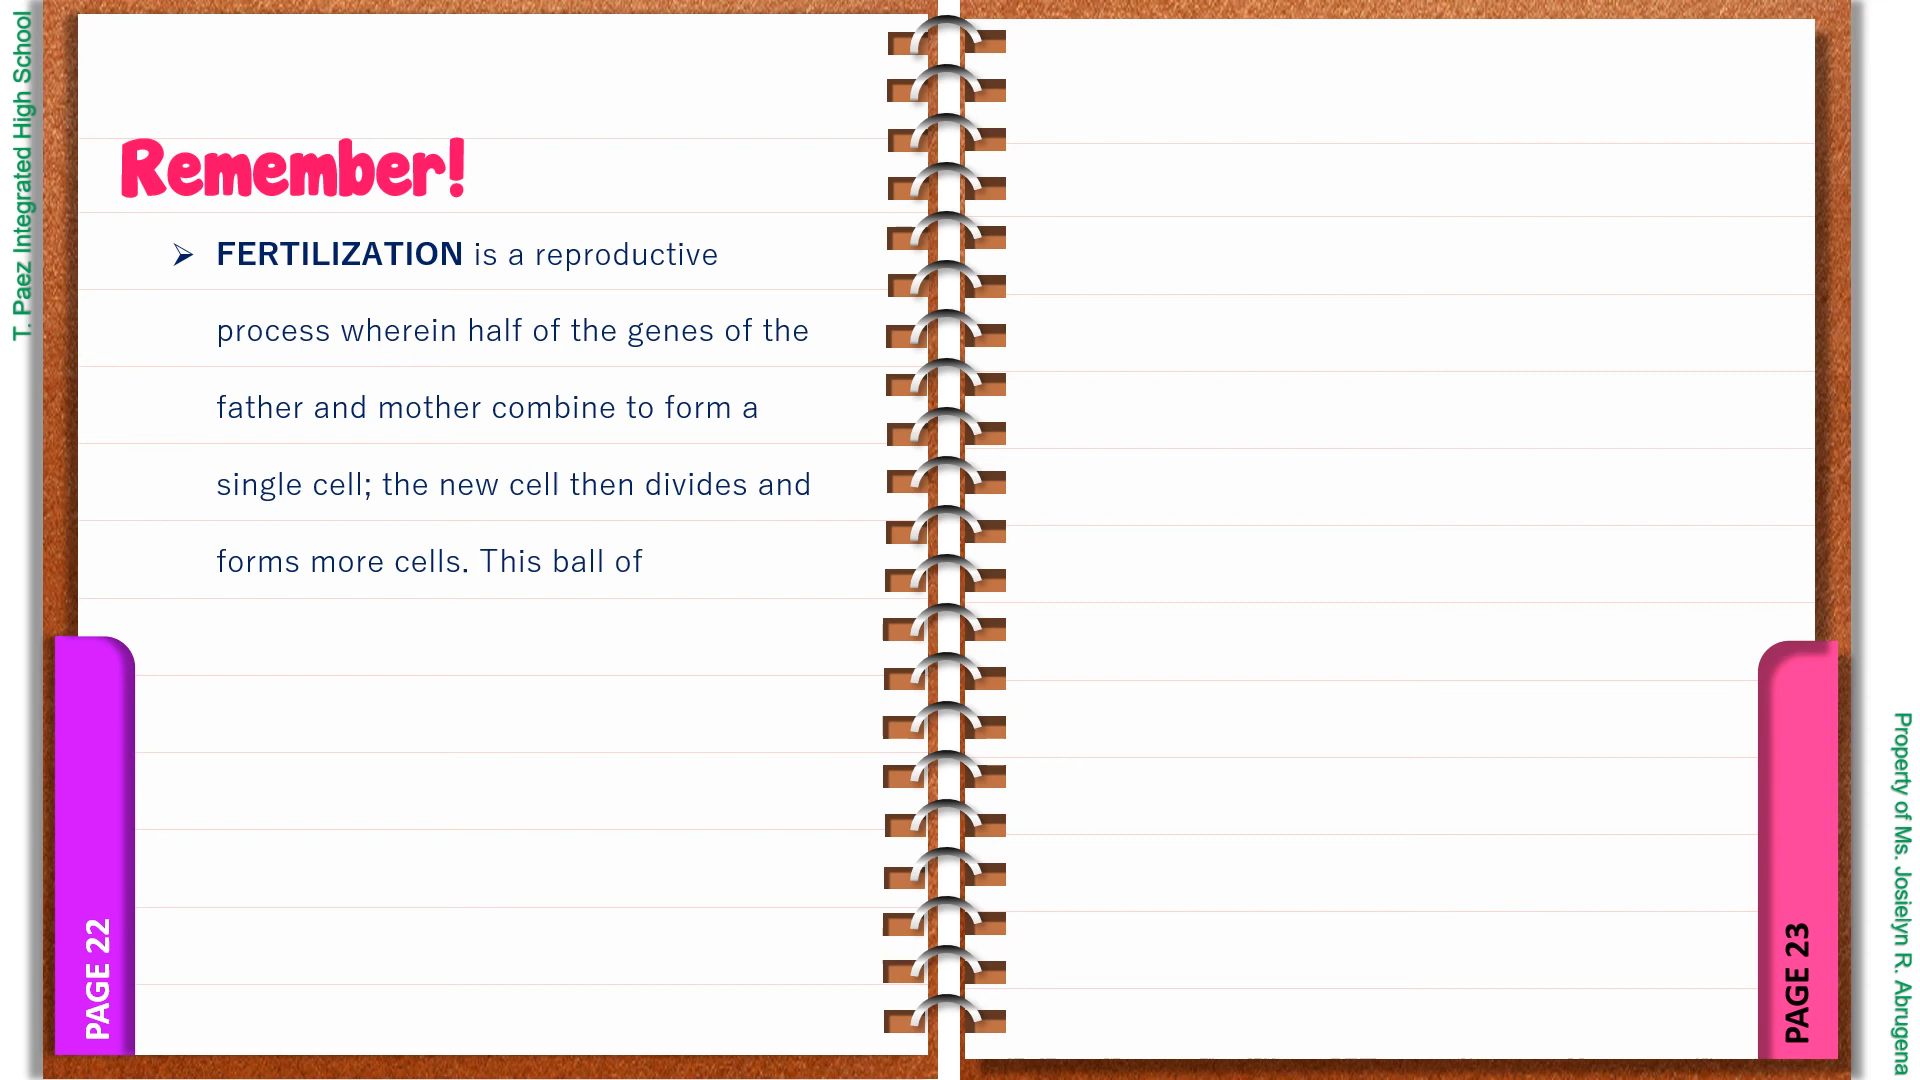 T. Paez Integrated High School
Remember!
➢ FERTILIZATION is a reproductive
process wherein half of the genes of the
father and mother combine to form a
single cell; the new cell then divides and
forms more cells. This ball of
PAGE 22
PAGE 23
Property of Ms. Josielyn R. Abrugena